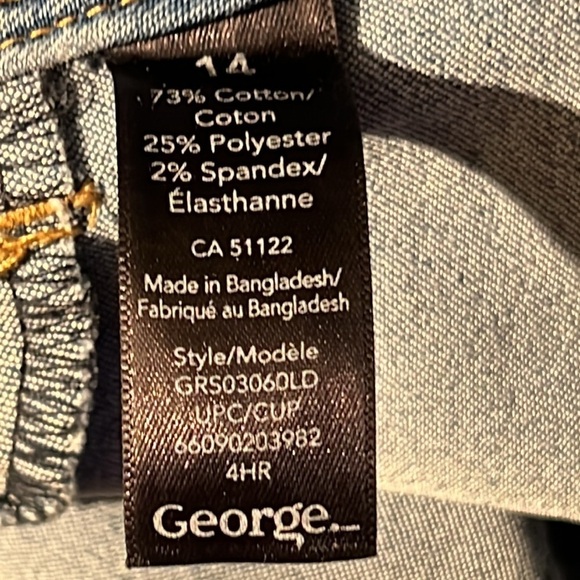 14
73% Cotton/
Coton
25% Polyester
2% Spandex/
Élasthanne
CA 51122
Made in Bangladesh/
Fabriqué au Bangladesh
Style/Modèle
GRS03060LD
UPC/CUP
66090203982
4HR
George.